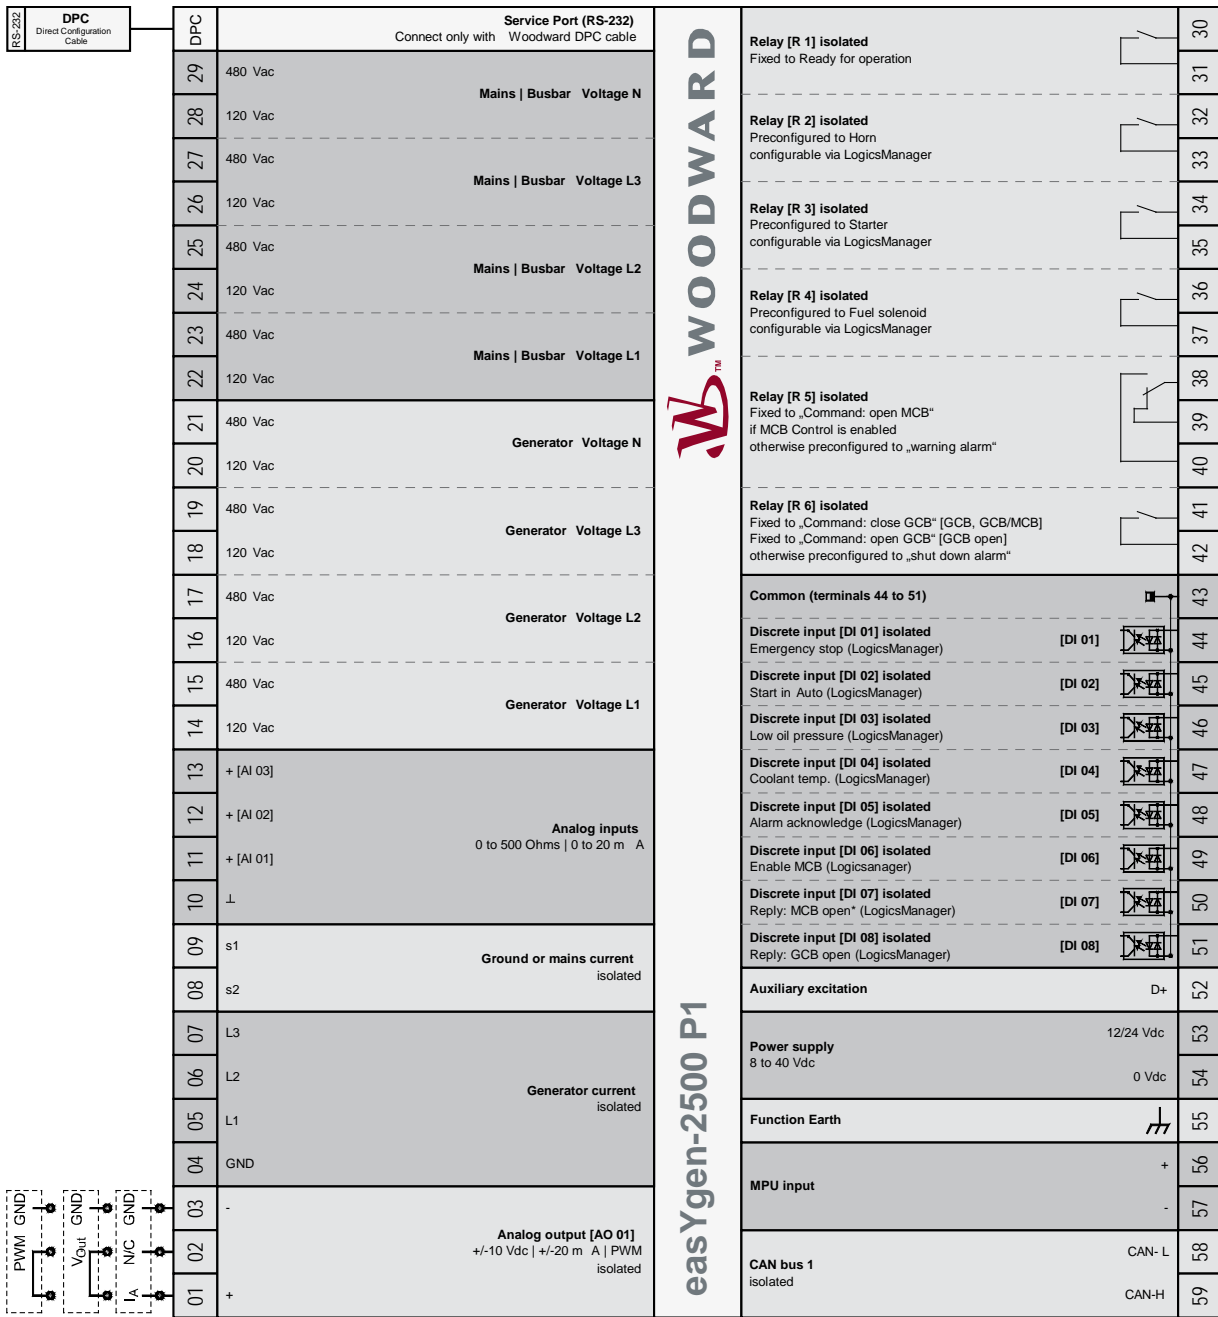 RS-232
DPC
Direct Configuration
Cable
DPC
Service Port (RS-232)
Connect only with Woodward DPC cable
29
480 Vac
Mains | Busbar Voltage N
28
120 Vac
27
480 Vac
Mains | Busbar Voltage L3
26
120 Vac
25
480 Vac
Mains | Busbar Voltage L2
24
120 Vac
23
480 Vac
Mains | Busbar Voltage L1
22
120 Vac
21
480 Vac
Generator Voltage N
20
120 Vac
19
480 Vac
Generator Voltage L3
18
120 Vac
17
480 Vac
Generator Voltage L2
16
120 Vac
15
480 Vac
Generator Voltage L1
14
120 Vac
13
+ [AI 03]
12
+ [AI 02]
Analog inputs
0 to 500 Ohms | 0 to 20 m A
11
+ [AI 01]
10
⊥
09
s1
Ground or mains current
isolated
08
s2
07
L3
06
L2
Generator current
isolated
05
L1
04
GND
03
-
Analog output [AO 01]
+/-10 Vdc | +/-20 m A | PWM
isolated
02
01
+
PWM GND
VOut GND
IA N/C GND
WOODWARD
W
TM
easYgen-2500 P1
Relay [R 1] isolated
Fixed to Ready for operation
30
31
Relay [R 2] isolated
Preconfigured to Horn
configurable via LogicsManager
32
33
Relay [R 3] isolated
Preconfigured to Starter
configurable via LogicsManager
34
35
Relay [R 4] isolated
Preconfigured to Fuel solenoid
configurable via LogicsManager
36
37
Relay [R 5] isolated
Fixed to „Command: open MCB“
if MCB Control is enabled
otherwise preconfigured to „warning alarm“
38
39
40
Relay [R 6] isolated
Fixed to „Command: close GCB“ [GCB, GCB/MCB]
Fixed to „Command: open GCB“ [GCB open]
otherwise preconfigured to „shut down alarm“
41
42
Common (terminals 44 to 51)
43
Discrete input [DI 01] isolated
Emergency stop (LogicsManager)
[DI 01]
44
Discrete input [DI 02] isolated
Start in Auto (LogicsManager)
[DI 02]
45
Discrete input [DI 03] isolated
Low oil pressure (LogicsManager)
[DI 03]
46
Discrete input [DI 04] isolated
Coolant temp. (LogicsManager)
[DI 04]
47
Discrete input [DI 05] isolated
Alarm acknowledge (LogicsManager)
[DI 05]
48
Discrete input [DI 06] isolated
Enable MCB (Logicsanager)
[DI 06]
49
Discrete input [DI 07] isolated
Reply: MCB open* (LogicsManager)
[DI 07]
50
Discrete input [DI 08] isolated
Reply: GCB open (LogicsManager)
[DI 08]
51
Auxiliary excitation
D+
52
Power supply
8 to 40 Vdc
12/24 Vdc
53
0 Vdc
54
Function Earth
55
MPU input
+
56
-
57
CAN bus 1
isolated
CAN- L
58
CAN-H
59